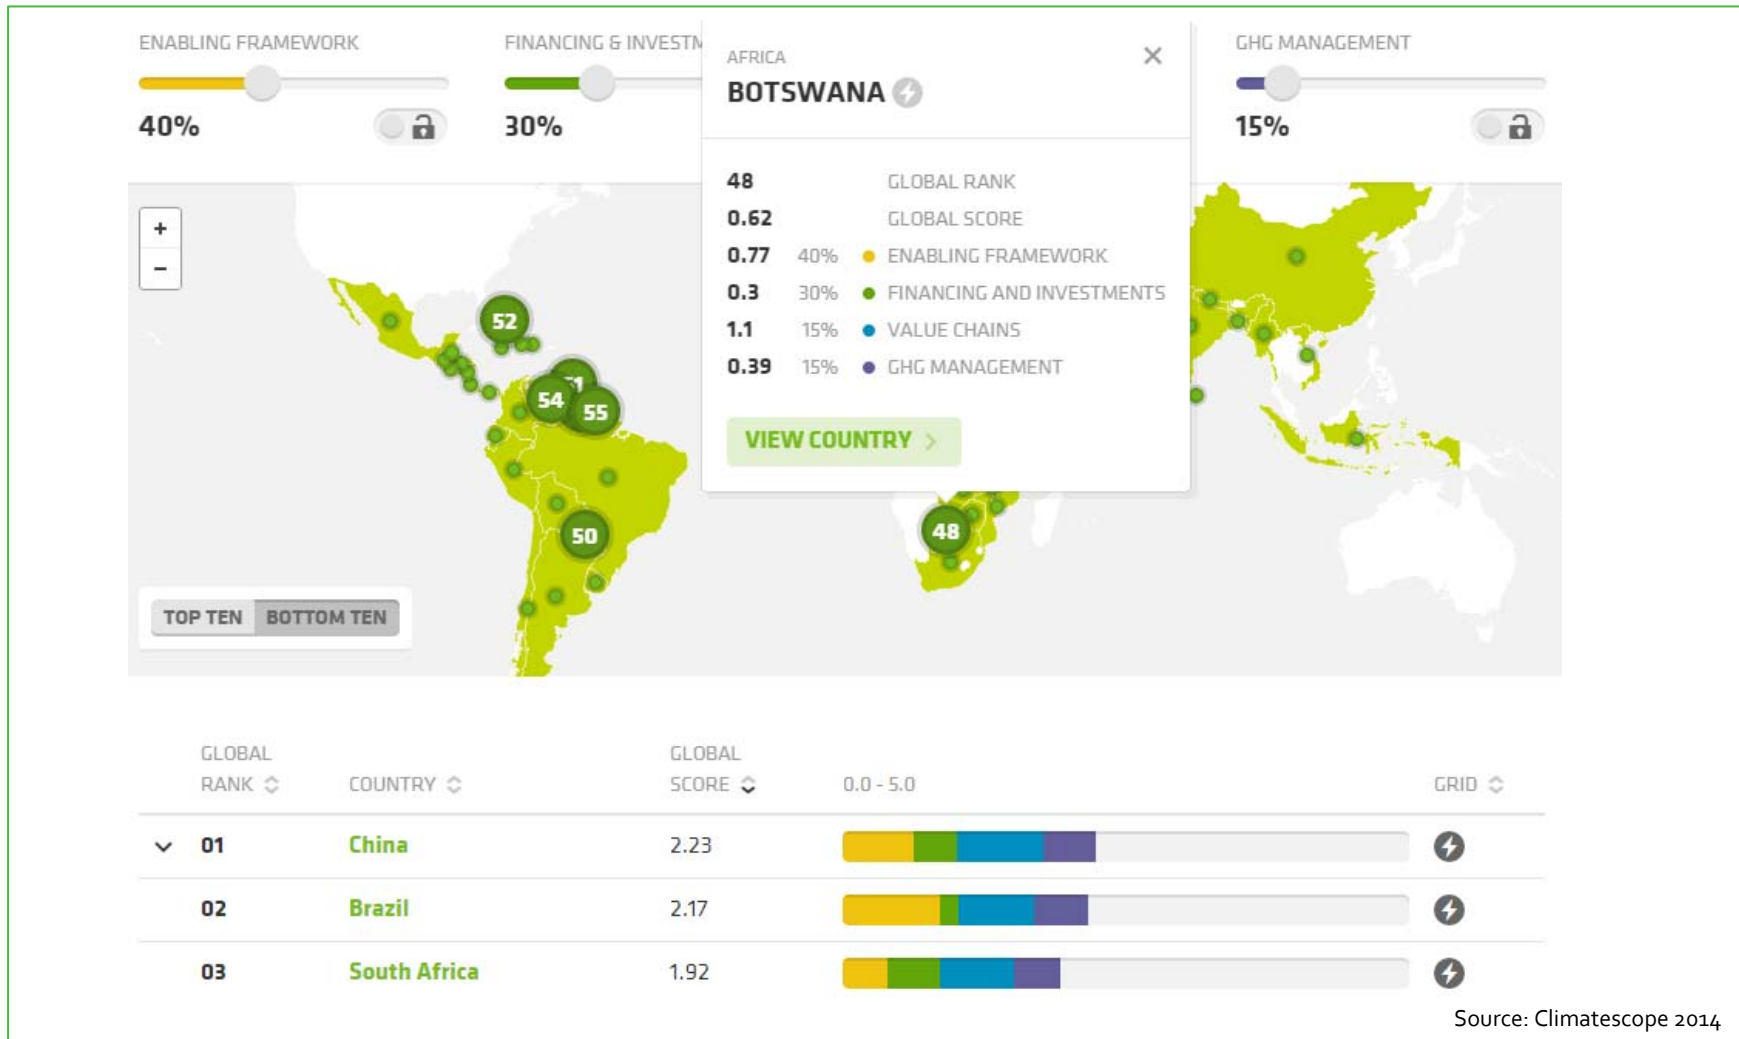 ENABLING FRAMEWORK
40%
FINANCING & INVESTM
30%
GHG MANAGEMENT
15%
AFRICA
BOTSWANA
48 GLOBAL RANK
0.62 GLOBAL SCORE
0.77 40% ENABLING FRAMEWORK
0.3 30% FINANCING AND INVESTMENTS
1.1 15% VALUE CHAINS
0.39 15% GHG MANAGEMENT
VIEW COUNTRY >
+
−
52
54
55
50
48
TOP TEN BOTTOM TEN
GLOBAL RANK
COUNTRY
GLOBAL SCORE
0.0 - 5.0
GRID
01 China 2.23
02 Brazil 2.17
03 South Africa 1.92
Source: Climatescope 2014